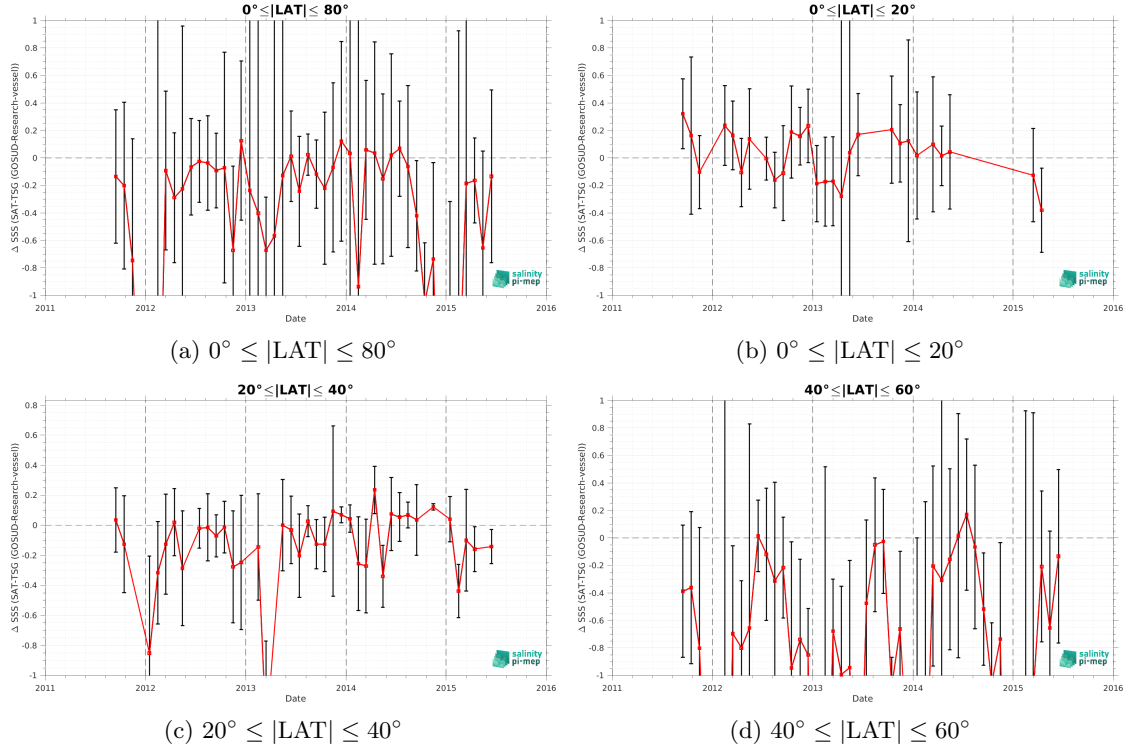 0°≤|LAT|≤ 80°
Δ SSS (SAT-TSG (GOSUD-Research-vessel))
1
0.8
0.6
0.4
0.2
0
-0.2
-0.4
-0.6
-0.8
-1
2011 2012 2013 2014 2015 2016
Date
salinity
pi-mep
(a) 0° ≤ |LAT| ≤ 80°
0°≤|LAT|≤ 20°
Δ SSS (SAT-TSG (GOSUD-Research-vessel))
1
0.8
0.6
0.4
0.2
0
-0.2
-0.4
-0.6
-0.8
-1
2011 2012 2013 2014 2015 2016
Date
salinity
pi-mep
(b) 0° ≤ |LAT| ≤ 20°
20°≤|LAT|≤ 40°
Δ SSS (SAT-TSG (GOSUD-Research-vessel))
0.8
0.6
0.4
0.2
0
-0.2
-0.4
-0.6
-0.8
-1
2011 2012 2013 2014 2015 2016
Date
salinity
pi-mep
(c) 20° ≤ |LAT| ≤ 40°
40°≤|LAT|≤ 60°
Δ SSS (SAT-TSG (GOSUD-Research-vessel))
1
0.8
0.6
0.4
0.2
0
-0.2
-0.4
-0.6
-0.8
-1
2011 2012 2013 2014 2015 2016
Date
salinity
pi-mep
(d) 40° ≤ |LAT| ≤ 60°